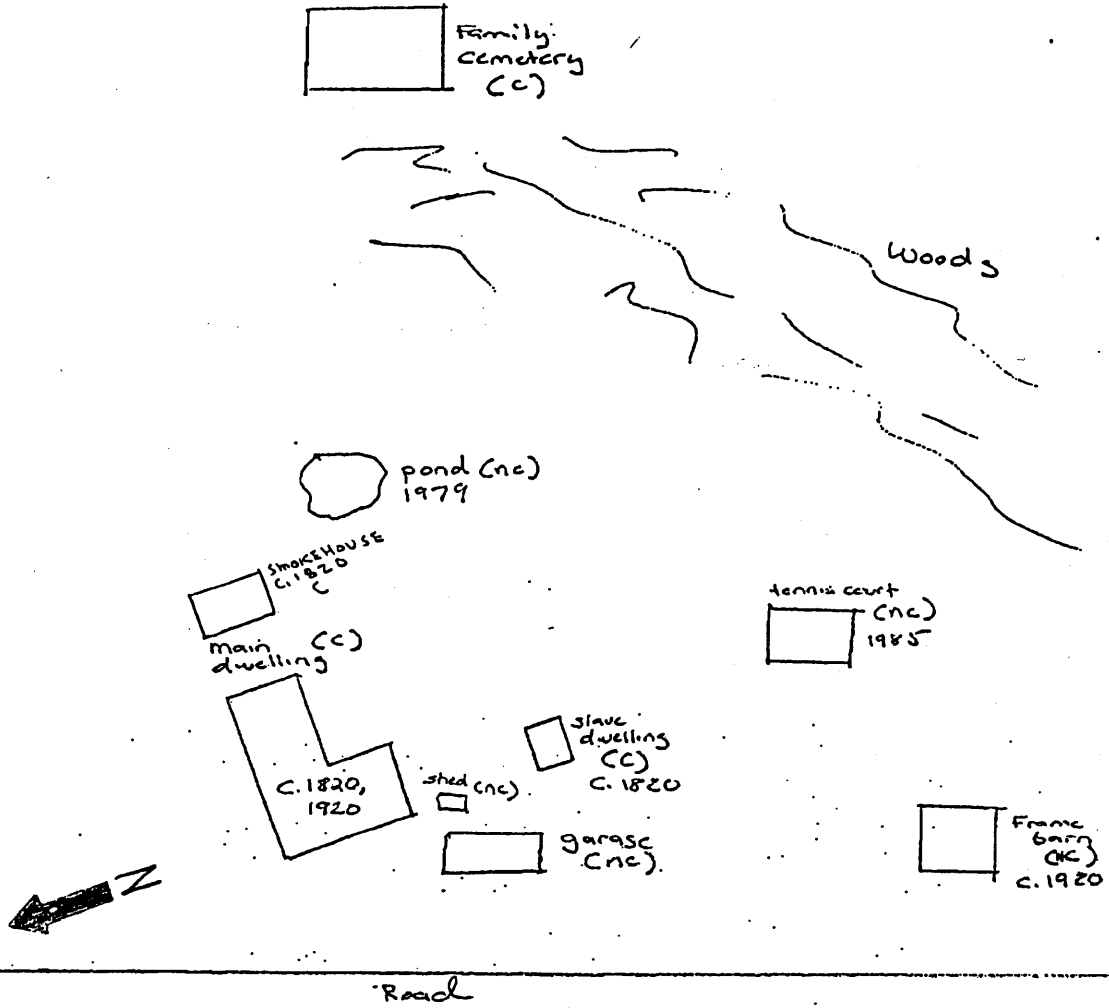 Family
cemetery
(c)
Woods
pond (nc)
1979
SMOKEHOUSE
C. 1820
C
main (c)
dwelling
tennis court
(nc)
1985
slave
dwelling
(C)
C. 1820
C. 1820,
1920
shed (nc)
garage
(nc)
Frame
barn
C. 1920
N
Road